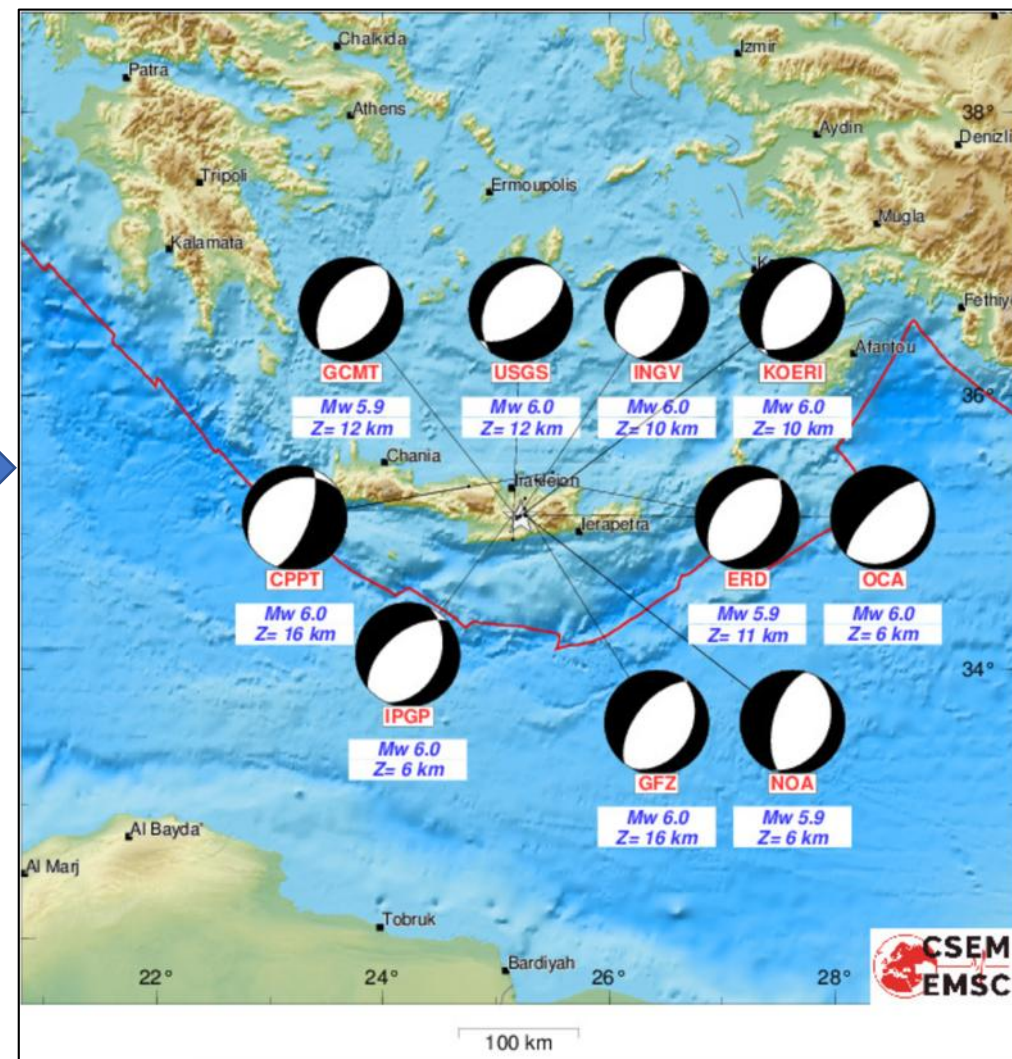 Chalkida
Izmir
Patra
Athens
38°
Aydin
Denizli
Tripoli
Ermoupolis
Mugla
Kalamata
Fethiye
Afantou
GCMT
USGS
INGV
KOERI
36°
Mw 5.9
Z= 12 km
Mw 6.0
Z= 12 km
Mw 6.0
Z= 10 km
Mw 6.0
Z= 10 km
Chania
Irakleion
Ierapetra
CPPT
ERD
OCA
Mw 6.0
Z= 16 km
Mw 5.9
Z= 11 km
Mw 6.0
Z= 6 km
34°
IPGP
Mw 6.0
Z= 6 km
GFZ
NOA
Mw 6.0
Z= 16 km
Mw 5.9
Z= 6 km
Al Bayda'
Al Marj
Tobruk
Bardiyah
22°
24°
26°
28°
CSEM
EMSC
100 km